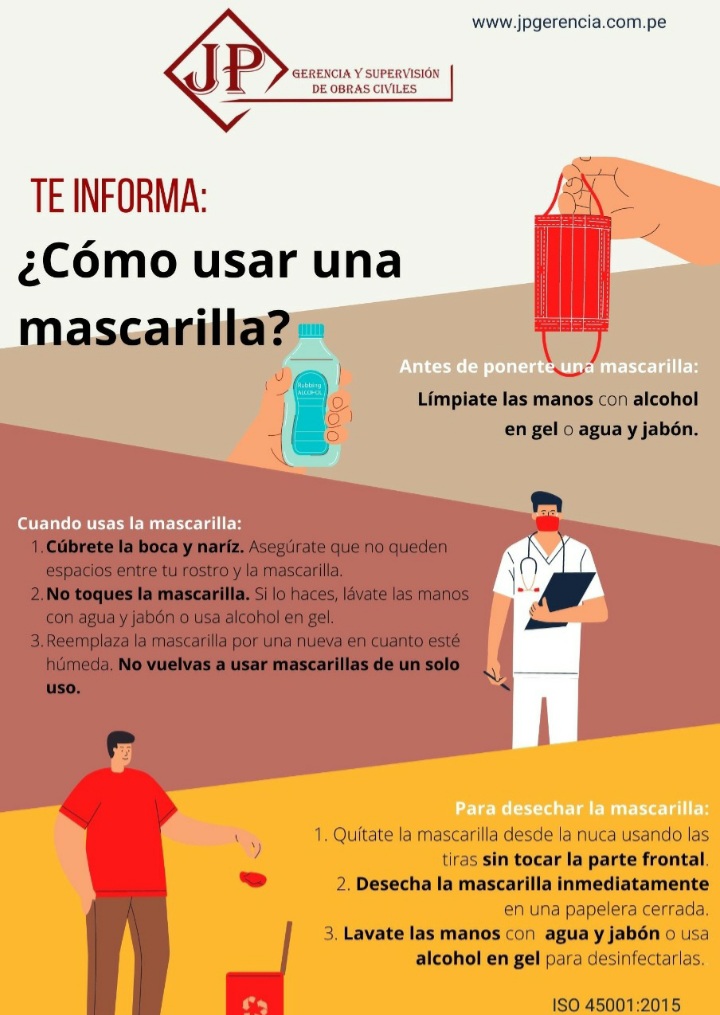 www.jpgerencia.com.pe
JP
GERENCIA Y SUPERVISIÓN
DE OBRAS CIVILES
TE INFORMA:
¿Cómo usar una
mascarilla?
Rubbing
ALCOHOL
Antes de ponerte una mascarilla:
Límpiate las manos con alcohol
en gel o agua y jabón.
Cuando usas la mascarilla:
1. Cúbrete la boca y naríz. Asegúrate que no queden
espacios entre tu rostro y la mascarilla.
2. No toques la mascarilla. Si lo haces, lávate las manos
con agua y jabón o usa alcohol en gel.
3. Reemplaza la mascarilla por una nueva en cuanto esté
húmeda. No vuelvas a usar mascarillas de un solo
uso.
Para desechar la mascarilla:
1. Quítate la mascarilla desde la nuca usando las
tiras sin tocar la parte frontal.
2. Desecha la mascarilla inmediatamente
en una papelera cerrada.
3. Lavate las manos con agua y jabón o usa
alcohol en gel para desinfectarlas.
ISO 45001:2015